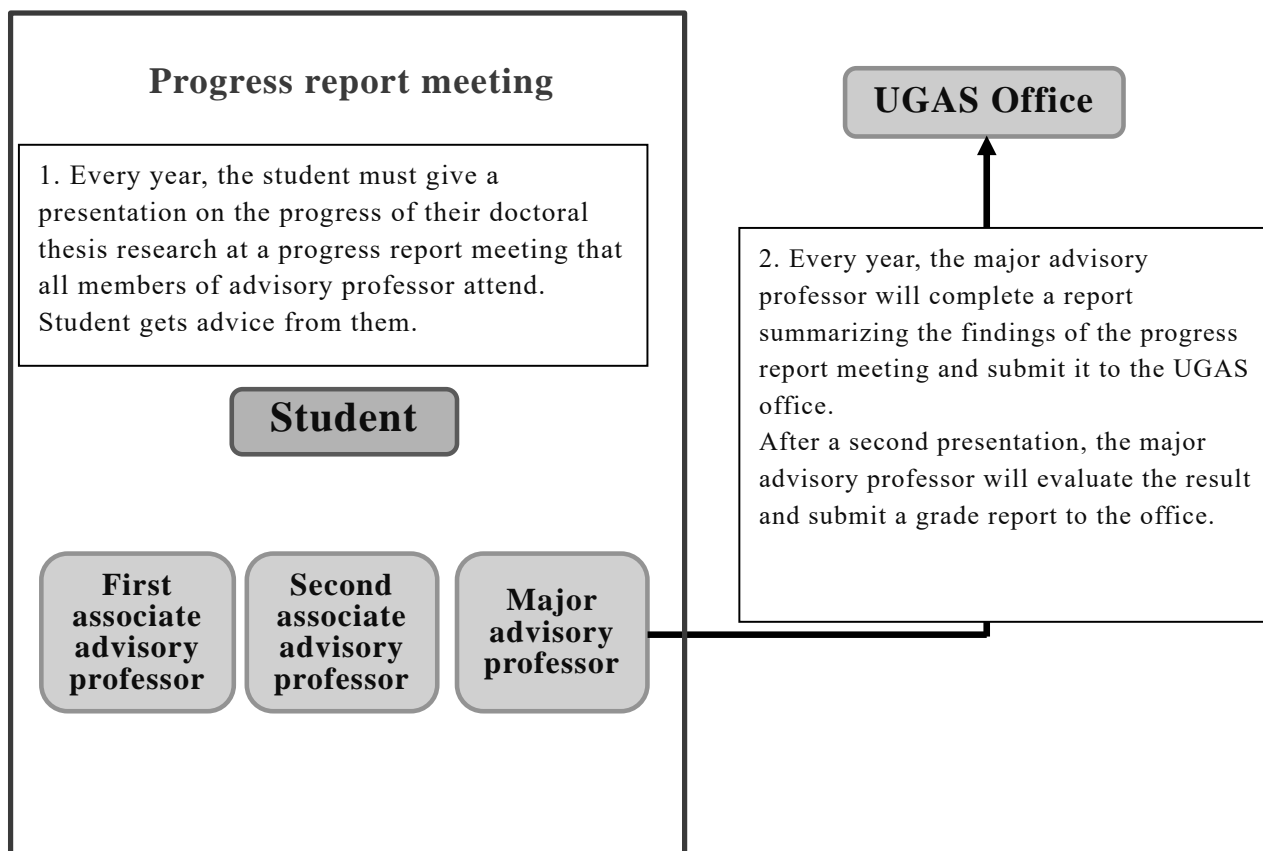 Progress report meeting
1. Every year, the student must give a
presentation on the progress of their doctoral
thesis research at a progress report meeting that
all members of advisory professor attend.
Student gets advice from them.
Student
First
associate
advisory
professor
Second
associate
advisory
professor
Major
advisory
professor
UGAS Office
2. Every year, the major advisory
professor will complete a report
summarizing the findings of the progress
report meeting and submit it to the UGAS
office.
After a second presentation, the major
advisory professor will evaluate the result
and submit a grade report to the office.